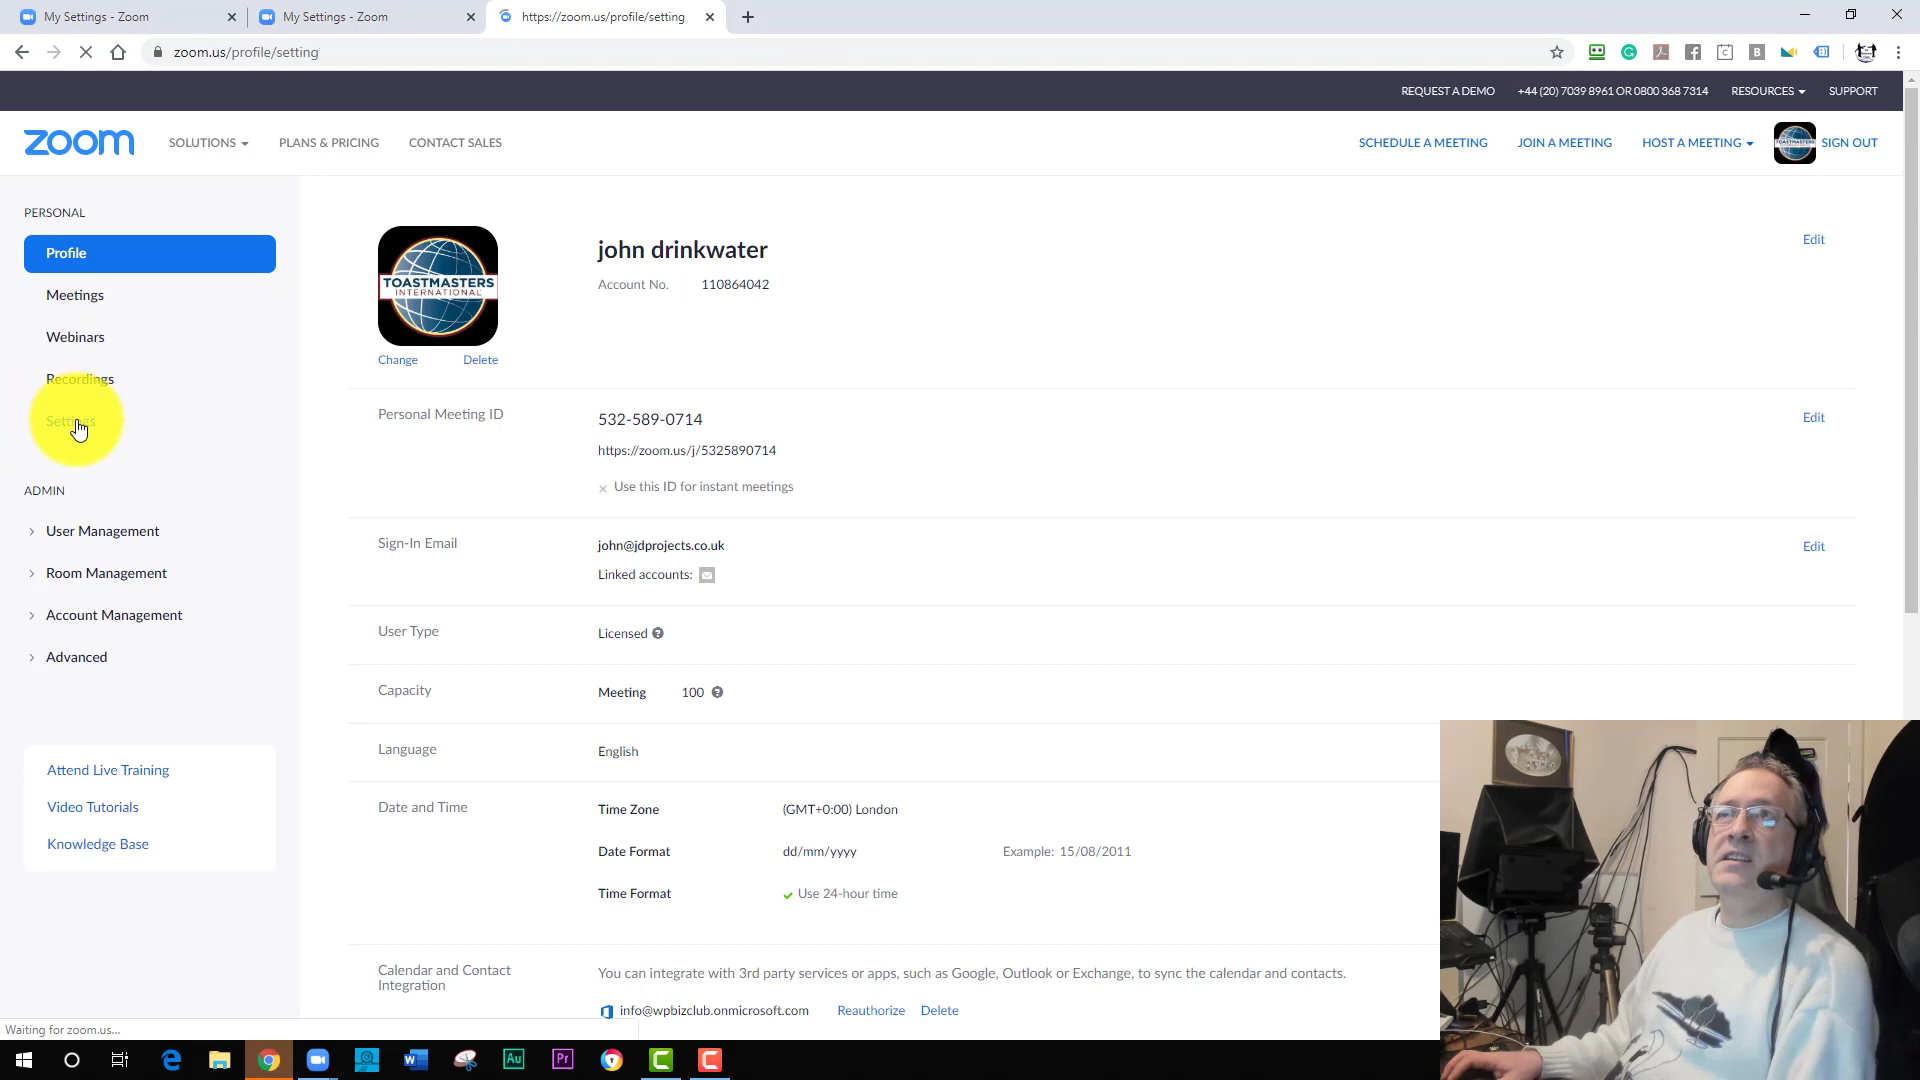 My Settings - Zoom
My Settings - Zoom
https://zoom.us/profile/setting
zoom.us/profile/setting
REQUEST A DEMO
+44 (20) 7039 8961 OR 0800 368 7314
RESOURCES
SUPPORT
zoom
SOLUTIONS
PLANS & PRICING
CONTACT SALES
SCHEDULE A MEETING
JOIN A MEETING
HOST A MEETING
SIGN OUT
PERSONAL
Profile
Meetings
Webinars
Recordings
Settings
ADMIN
User Management
Room Management
Account Management
Advanced
Attend Live Training
Video Tutorials
Knowledge Base
TOASTMASTERS
INTERNATIONAL
Change
Delete
john drinkwater
Edit
Account No.
110864042
Personal Meeting ID
532-589-0714
Edit
https://zoom.us/j/5325890714
Use this ID for instant meetings
Sign-In Email
john@jdprojects.co.uk
Edit
Linked accounts:
User Type
Licensed
Capacity
Meeting
100
Language
English
Date and Time
Time Zone
(GMT+0:00) London
Date Format
dd/mm/yyyy
Example: 15/08/2011
Time Format
Use 24-hour time
Calendar and Contact
Integration
You can integrate with 3rd party services or apps, such as Google, Outlook or Exchange, to sync the calendar and contacts.
info@wpbizclub.onmicrosoft.com
Reauthorize
Delete
Waiting for zoom.us...
Au
Pr